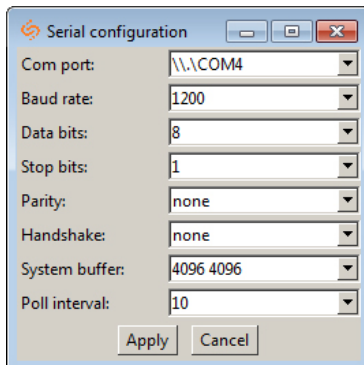 Serial configuration
Com port: \\.\COM4
Baud rate: 1200
Data bits: 8
Stop bits: 1
Parity: none
Handshake: none
System buffer: 4096 4096
Poll interval: 10
Apply Cancel